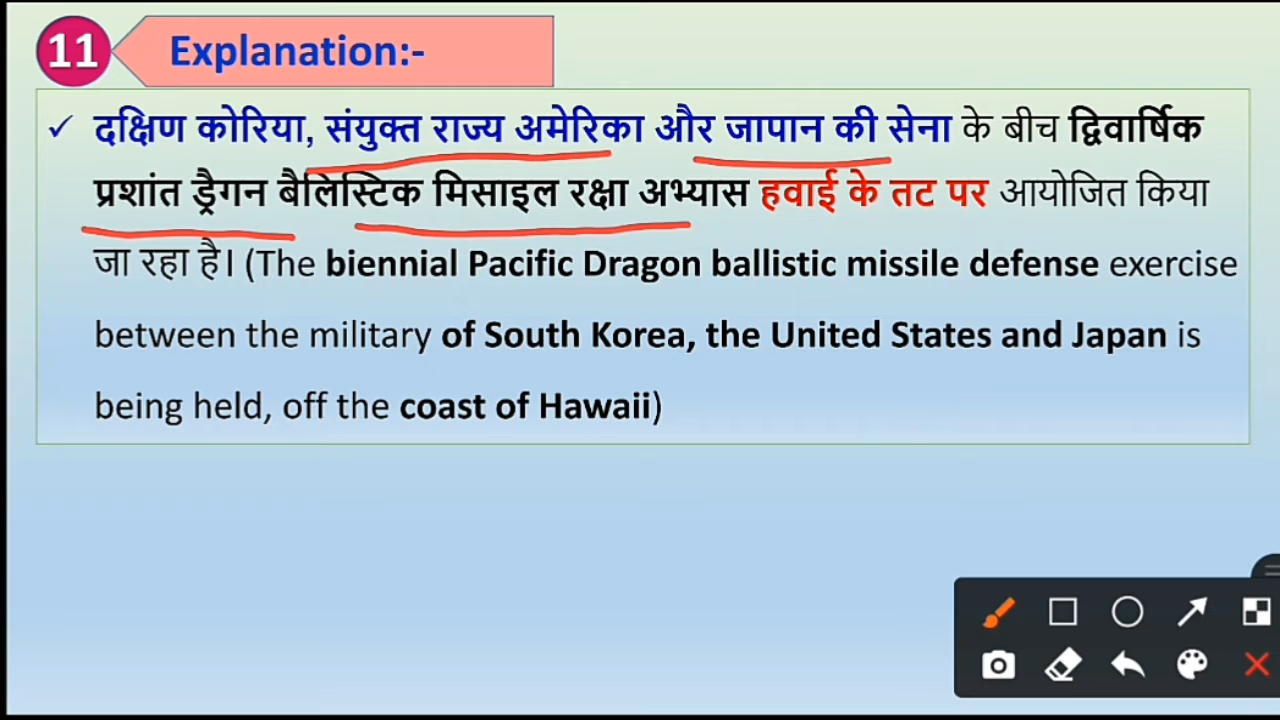 11 Explanation:-
✓ दक्षिण कोरिया, संयुक्त राज्य अमेरिका और जापान की सेना के बीच द्विवार्षिक
प्रशांत ड्रैगन बैलिस्टिक मिसाइल रक्षा अभ्यास हवाई के तट पर आयोजित किया
जा रहा है। (The biennial Pacific Dragon ballistic missile defense exercise
between the military of South Korea, the United States and Japan is
being held, off the coast of Hawaii)